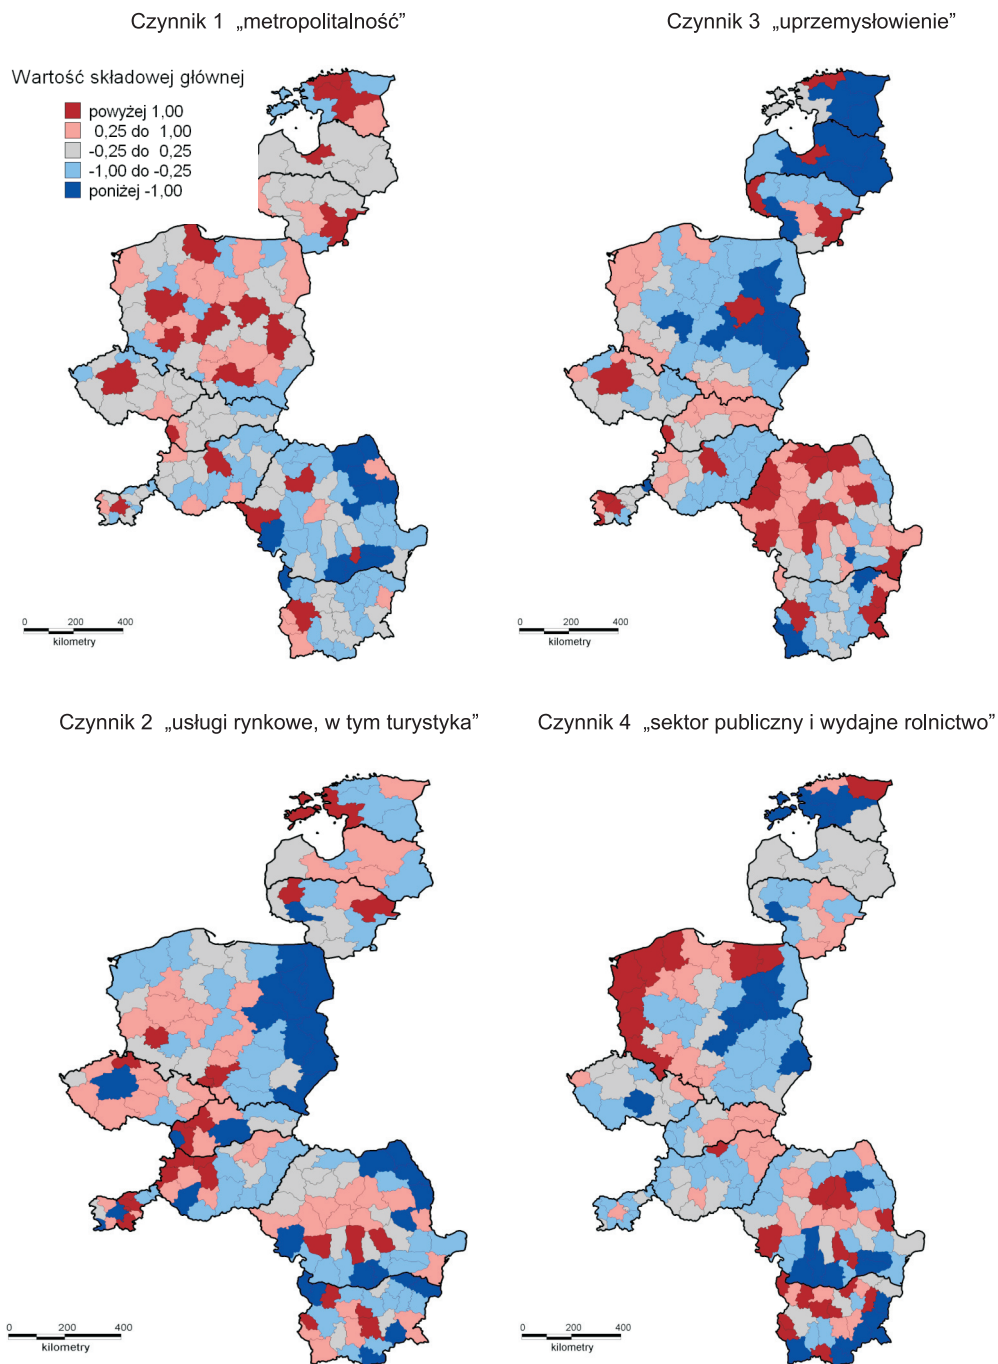 Czynnik 1 „metropolitalność”
Czynnik 3 „uprzemysłowienie”
Wartość składowej głównej
powyżej 1,00
0,25 do 1,00
-0,25 do 0,25
-1,00 do -0,25
poniżej -1,00
0 200 400
kilometry
0 200 400
kilometry
Czynnik 2 „usługi rynkowe, w tym turystyka”
Czynnik 4 „sektor publiczny i wydajne rolnictwo”
0 200 400
kilometry
0 200 400
kilometry